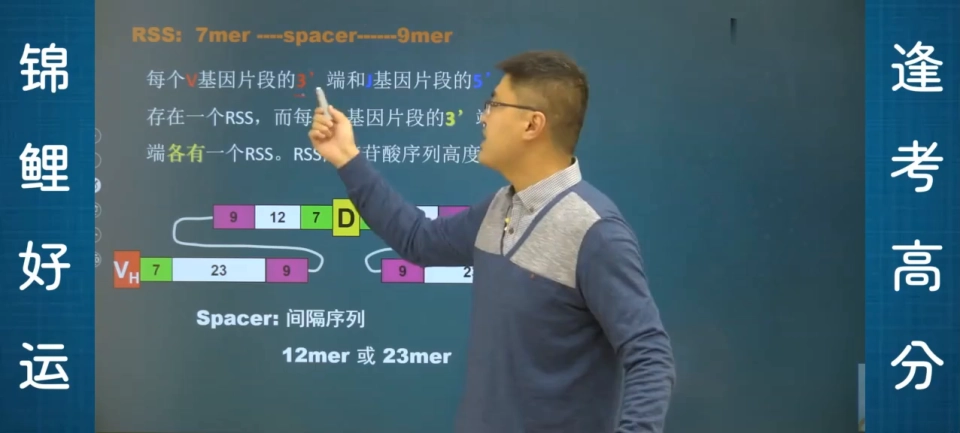 锦鲤好运
RSS: 7mer ----spacer------9mer
每个V基因片段的3’端和J基因片段的5’
存在一个RSS，而每 基因片段的3’
端各有一个RSS。RSS 苷酸序列高度
9 12 7 D
VH 7 23 9 9 2
Spacer: 间隔序列
12mer 或 23mer
逢考高分